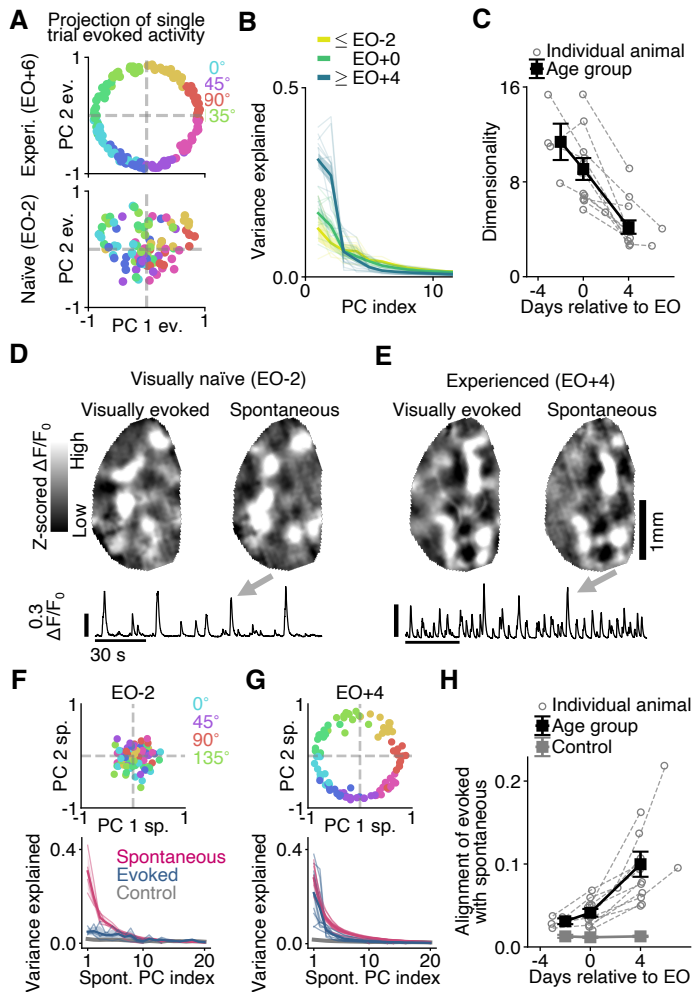 A
Projection of single
trial evoked activity
Experi. (EO+6)
PC 2 ev.
1
-1
0°
45°
90°
35°
Naïve (EO-2)
PC 2 ev.
1
-1
-1
1
PC 1 ev.
B
≤ EO-2
EO+0
≥ EO+4
Variance explained
0.5
0.0
0
10
PC index
C
Individual animal
Age group
Dimensionality
16
8
0
-4
0
4
Days relative to EO
D
Visually naïve (EO-2)
Visually evoked
Spontaneous
Z-scored ΔF/F0
High
Low
0.3
ΔF/F0
30 s
E
Experienced (EO+4)
Visually evoked
Spontaneous
1mm
F
EO-2
PC 2 sp.
1
-1
-1
1
PC 1 sp.
0°
45°
90°
135°
Variance explained
0.4
0.0
Spontaneous
Evoked
Control
1
20
Spont. PC index
G
EO+4
PC 2 sp.
1
-1
-1
1
PC 1 sp.
Variance explained
0.4
0.0
1
20
Spont. PC index
H
Individual animal
Age group
Control
Alignment of evoked
with spontaneous
0.2
0.1
0.0
-4
0
4
Days relative to EO